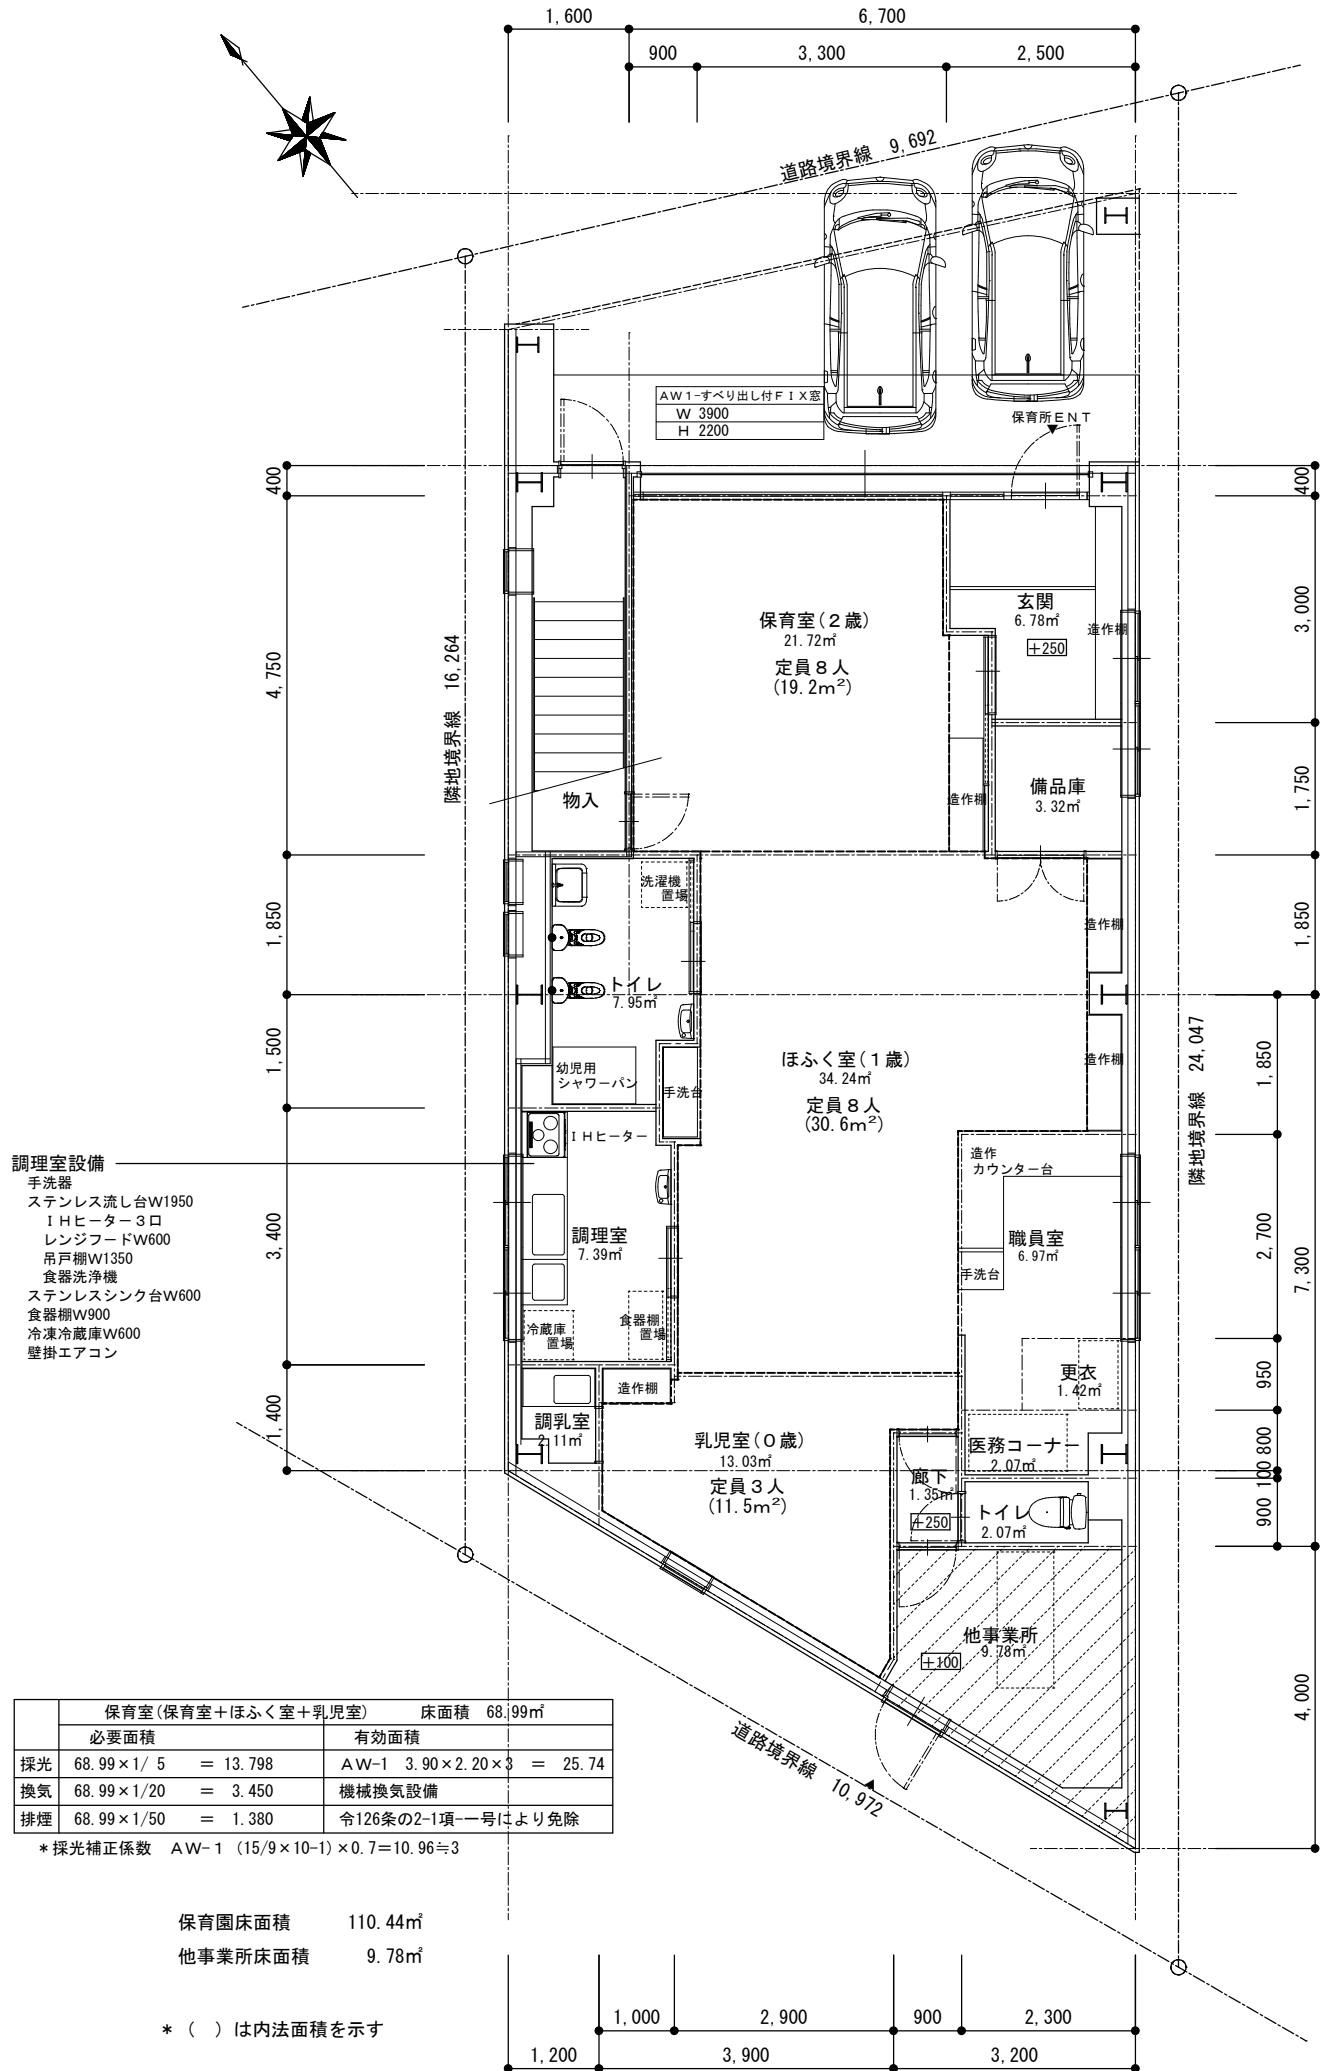 1,600
6,700
900
3,300
2,500
道路境界線 9,692
AW1-すべり出し付FIX窓
W 3900
H 2200
保育所ENT
400
400
4,750
3,000
隣地境界線 16,264
保育室(2歳)
21.72㎡
定員8人
(19.2m²)
玄関
6.78㎡
+250
造作棚
物入
造作棚
備品庫
3.32㎡
1,750
1,850
1,850
洗濯機
置場
トイレ
7.95㎡
造作棚
1,500
幼児用
シャワーパン
手洗台
ほふく室(1歳)
34.24㎡
定員8人
(30.6m²)
造作棚
1,850
隣地境界線 24,047
IHヒーター
調理室設備
手洗器
ステンレス流し台W1950
IHヒーター3口
レンジフードW600
吊戸棚W1350
食器洗浄機
ステンレスシンク台W600
食器棚W900
冷凍冷蔵庫W600
壁掛エアコン
3,400
調理室
7.39㎡
冷蔵庫
置場
食器棚
置場
造作
カウンター台
職員室
6.97㎡
手洗台
2,700
7,300
更衣
1.42㎡
950
1,400
調乳室
2.11㎡
造作棚
乳児室(0歳)
13.03㎡
定員3人
(11.5m²)
廊下
1.35㎡
+250
医務コーナー
2.07㎡
800
100
トイレ
2.07㎡
900
他事業所
9.78㎡
+100
4,000
道路境界線 10,972
保育室(保育室+ほふく室+乳児室) 床面積 68.99㎡
必要面積 有効面積
採光 68.99×1/ 5 = 13.798 AW-1 3.90×2.20×3 = 25.74
換気 68.99×1/20 = 3.450 機械換気設備
排煙 68.99×1/50 = 1.380 令126条の2-1項-一号により免除
*採光補正係数 AW-1 (15/9×10-1)×0.7=10.96≒3
保育園床面積 110.44㎡
他事業所床面積 9.78㎡
*( )は内法面積を示す
1,000
2,900
900
2,300
1,200
3,900
3,200